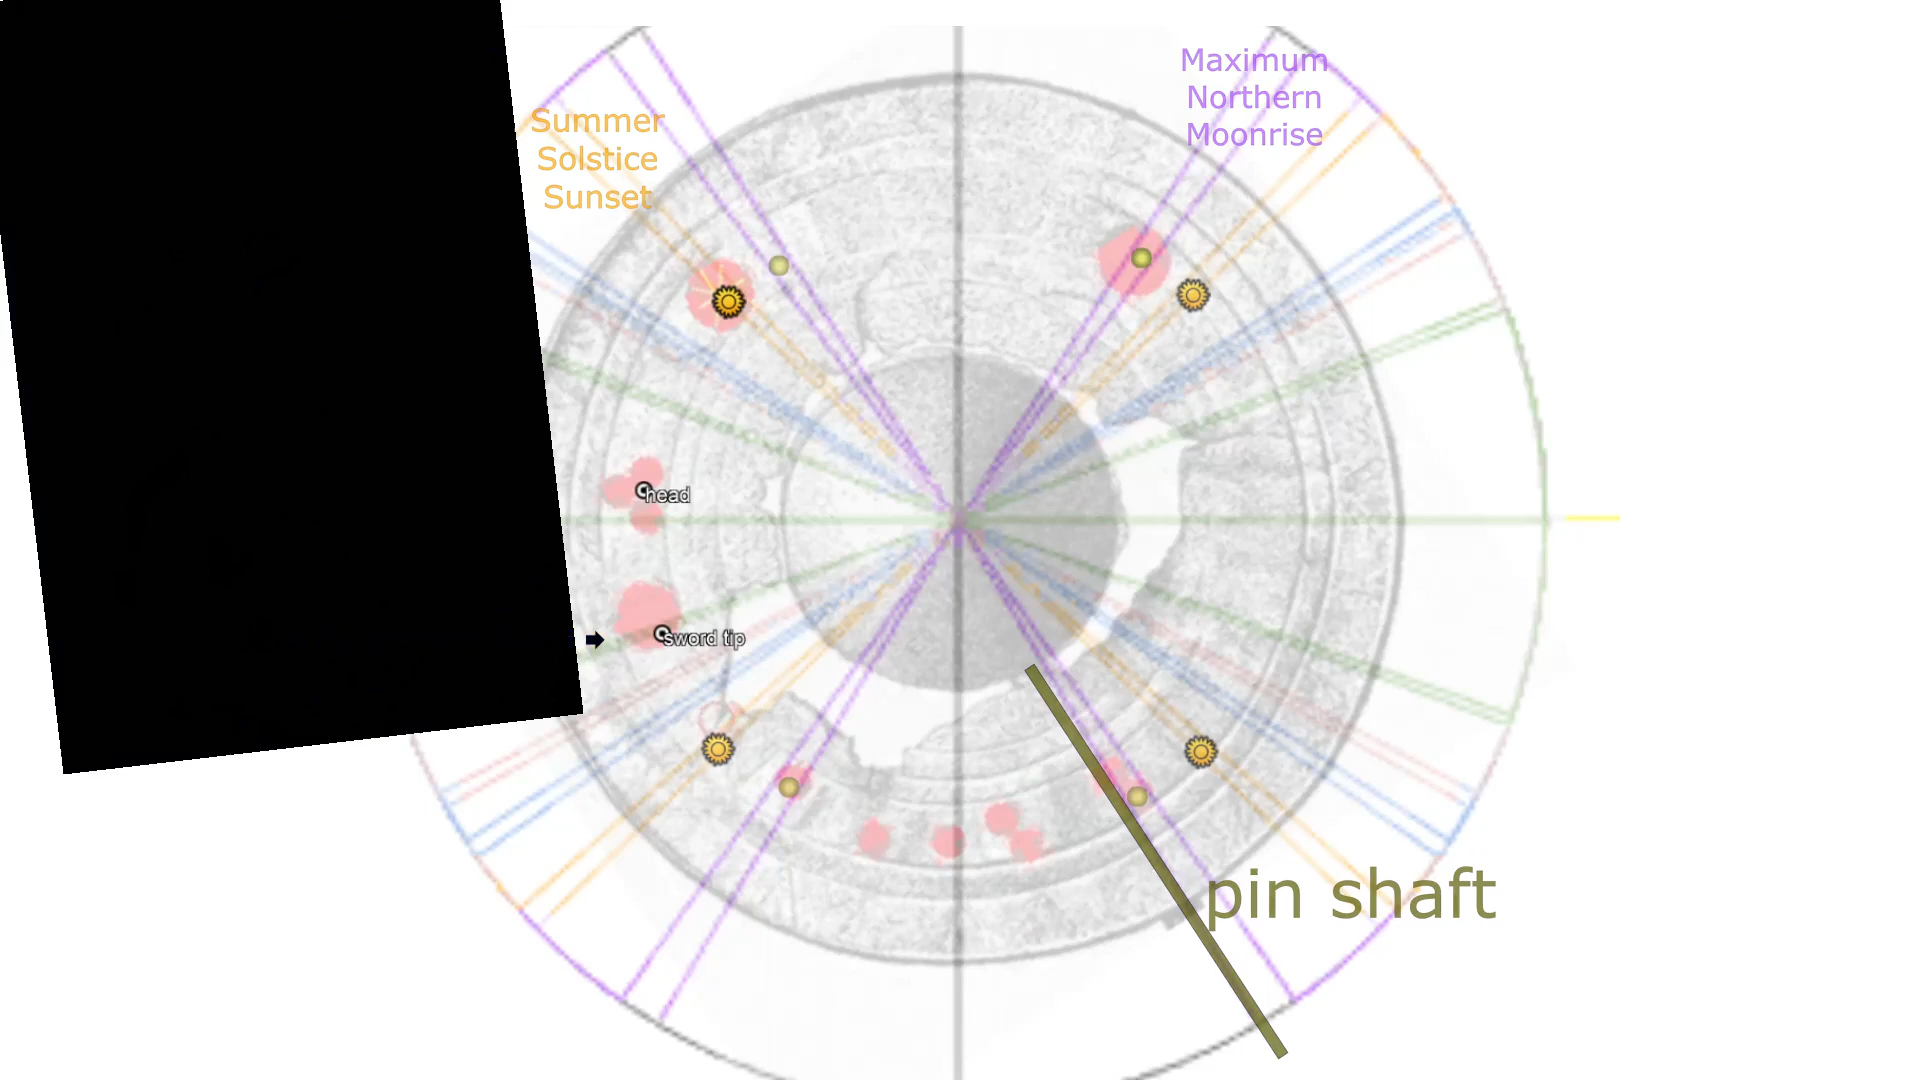 Summer
Solstice
Sunset
Maximum
Northern
Moonrise
head
sword tip
pin shaft